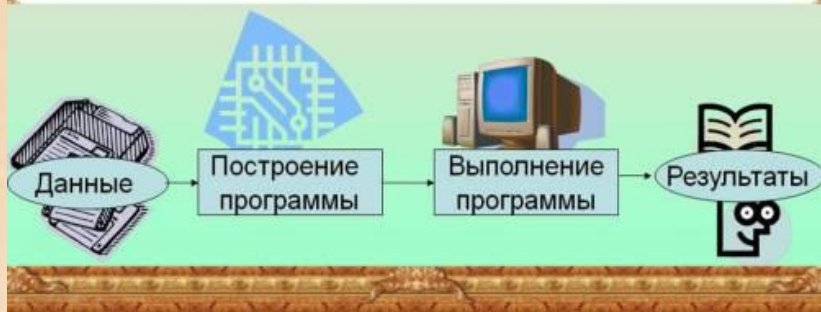 Данные
Построение
программы
Выполнение
программы
Результаты